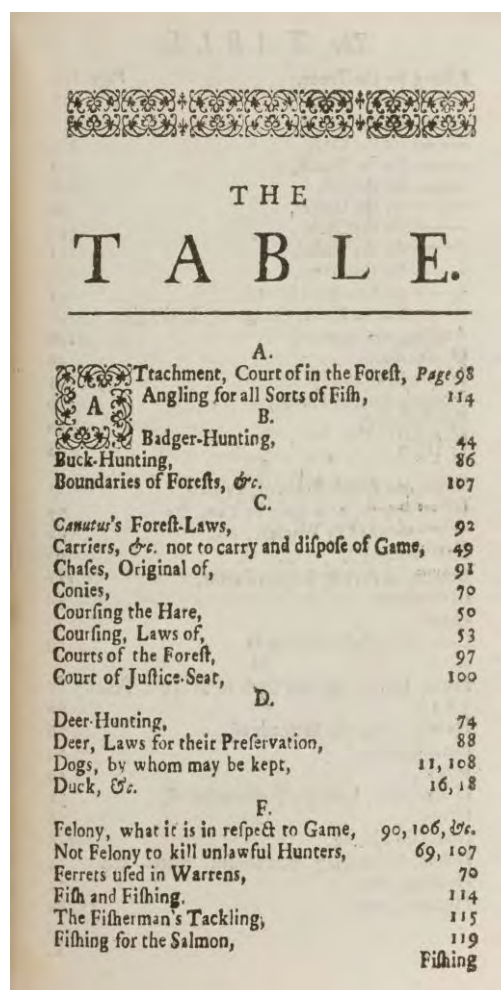 THE
TABLE.
A.
ATtachment, Court of in the Foreſt, Page 98
Angling for all Sorts of Fiſh, 114
B.
Badger-Hunting, 44
Buck-Hunting, 86
Boundaries of Foreſts, &c. 107
C.
Canutus's Foreſt-Laws, 92
Carriers, &c. not to carry and diſpoſe of Game, 49
Chaſes, Original of, 91
Conies, 70
Courſing the Hare, 50
Courſing, Laws of, 53
Courts of the Foreſt, 97
Court of Juſtice-Seat, 100
D.
Deer-Hunting, 74
Deer, Laws for their Preſervation, 88
Dogs, by whom may be kept, 11, 108
Duck, &c. 16, 18
F.
Felony, what it is in reſpect to Game, 90, 106, &c.
Not Felony to kill unlawful Hunters, 69, 107
Ferrets uſed in Warrens, 70
Fiſh and Fiſhing, 114
The Fiſherman's Tackling, 115
Fiſhing for the Salmon, 119
Fiſhing